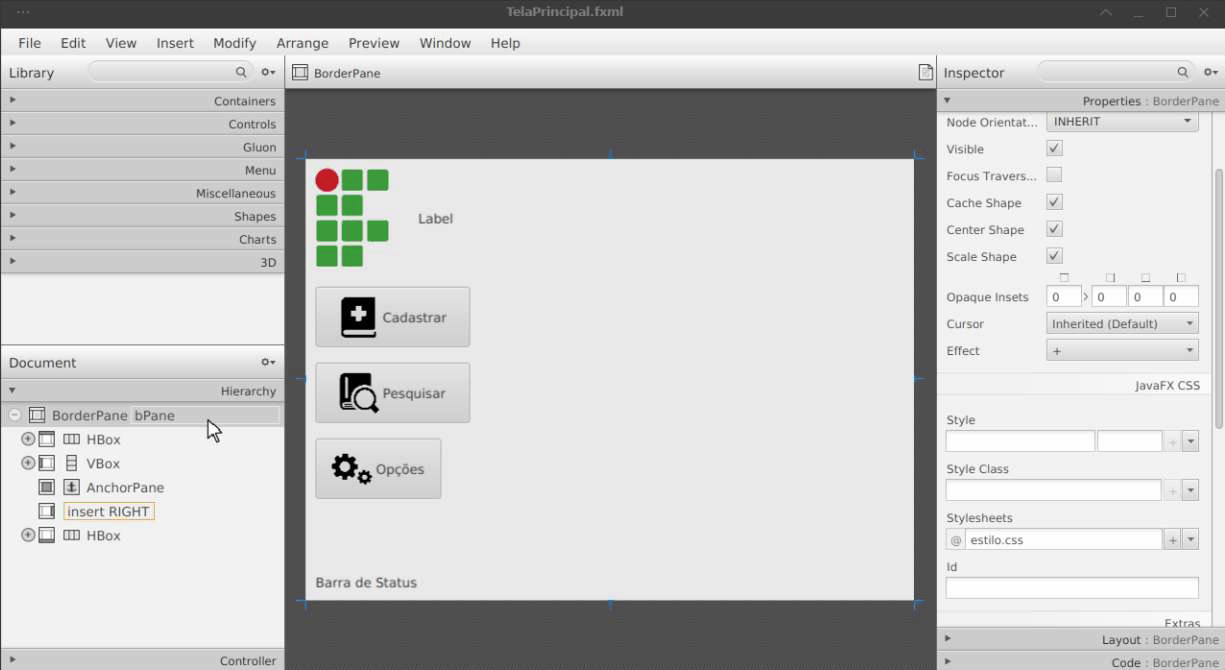 TelaPrincipal.fxml
File Edit View Insert Modify Arrange Preview Window Help
Library
Containers
Controls
Gluon
Menu
Miscellaneous
Shapes
Charts
3D
Document
Hierarchy
BorderPane bPane
HBox
VBox
AnchorPane
insert RIGHT
HBox
Controller
BorderPane
Label
Cadastrar
Pesquisar
Opções
Barra de Status
Inspector
Properties : BorderPane
Node Orientat... INHERIT
Visible
Focus Travers...
Cache Shape
Center Shape
Scale Shape
Opaque Insets 0 0 0 0
Cursor Inherited (Default)
Effect +
JavaFX CSS
Style
+
Style Class
+
Stylesheets
@ estilo.css +
Id
Extras
Layout : BorderPane
Code : BorderPane